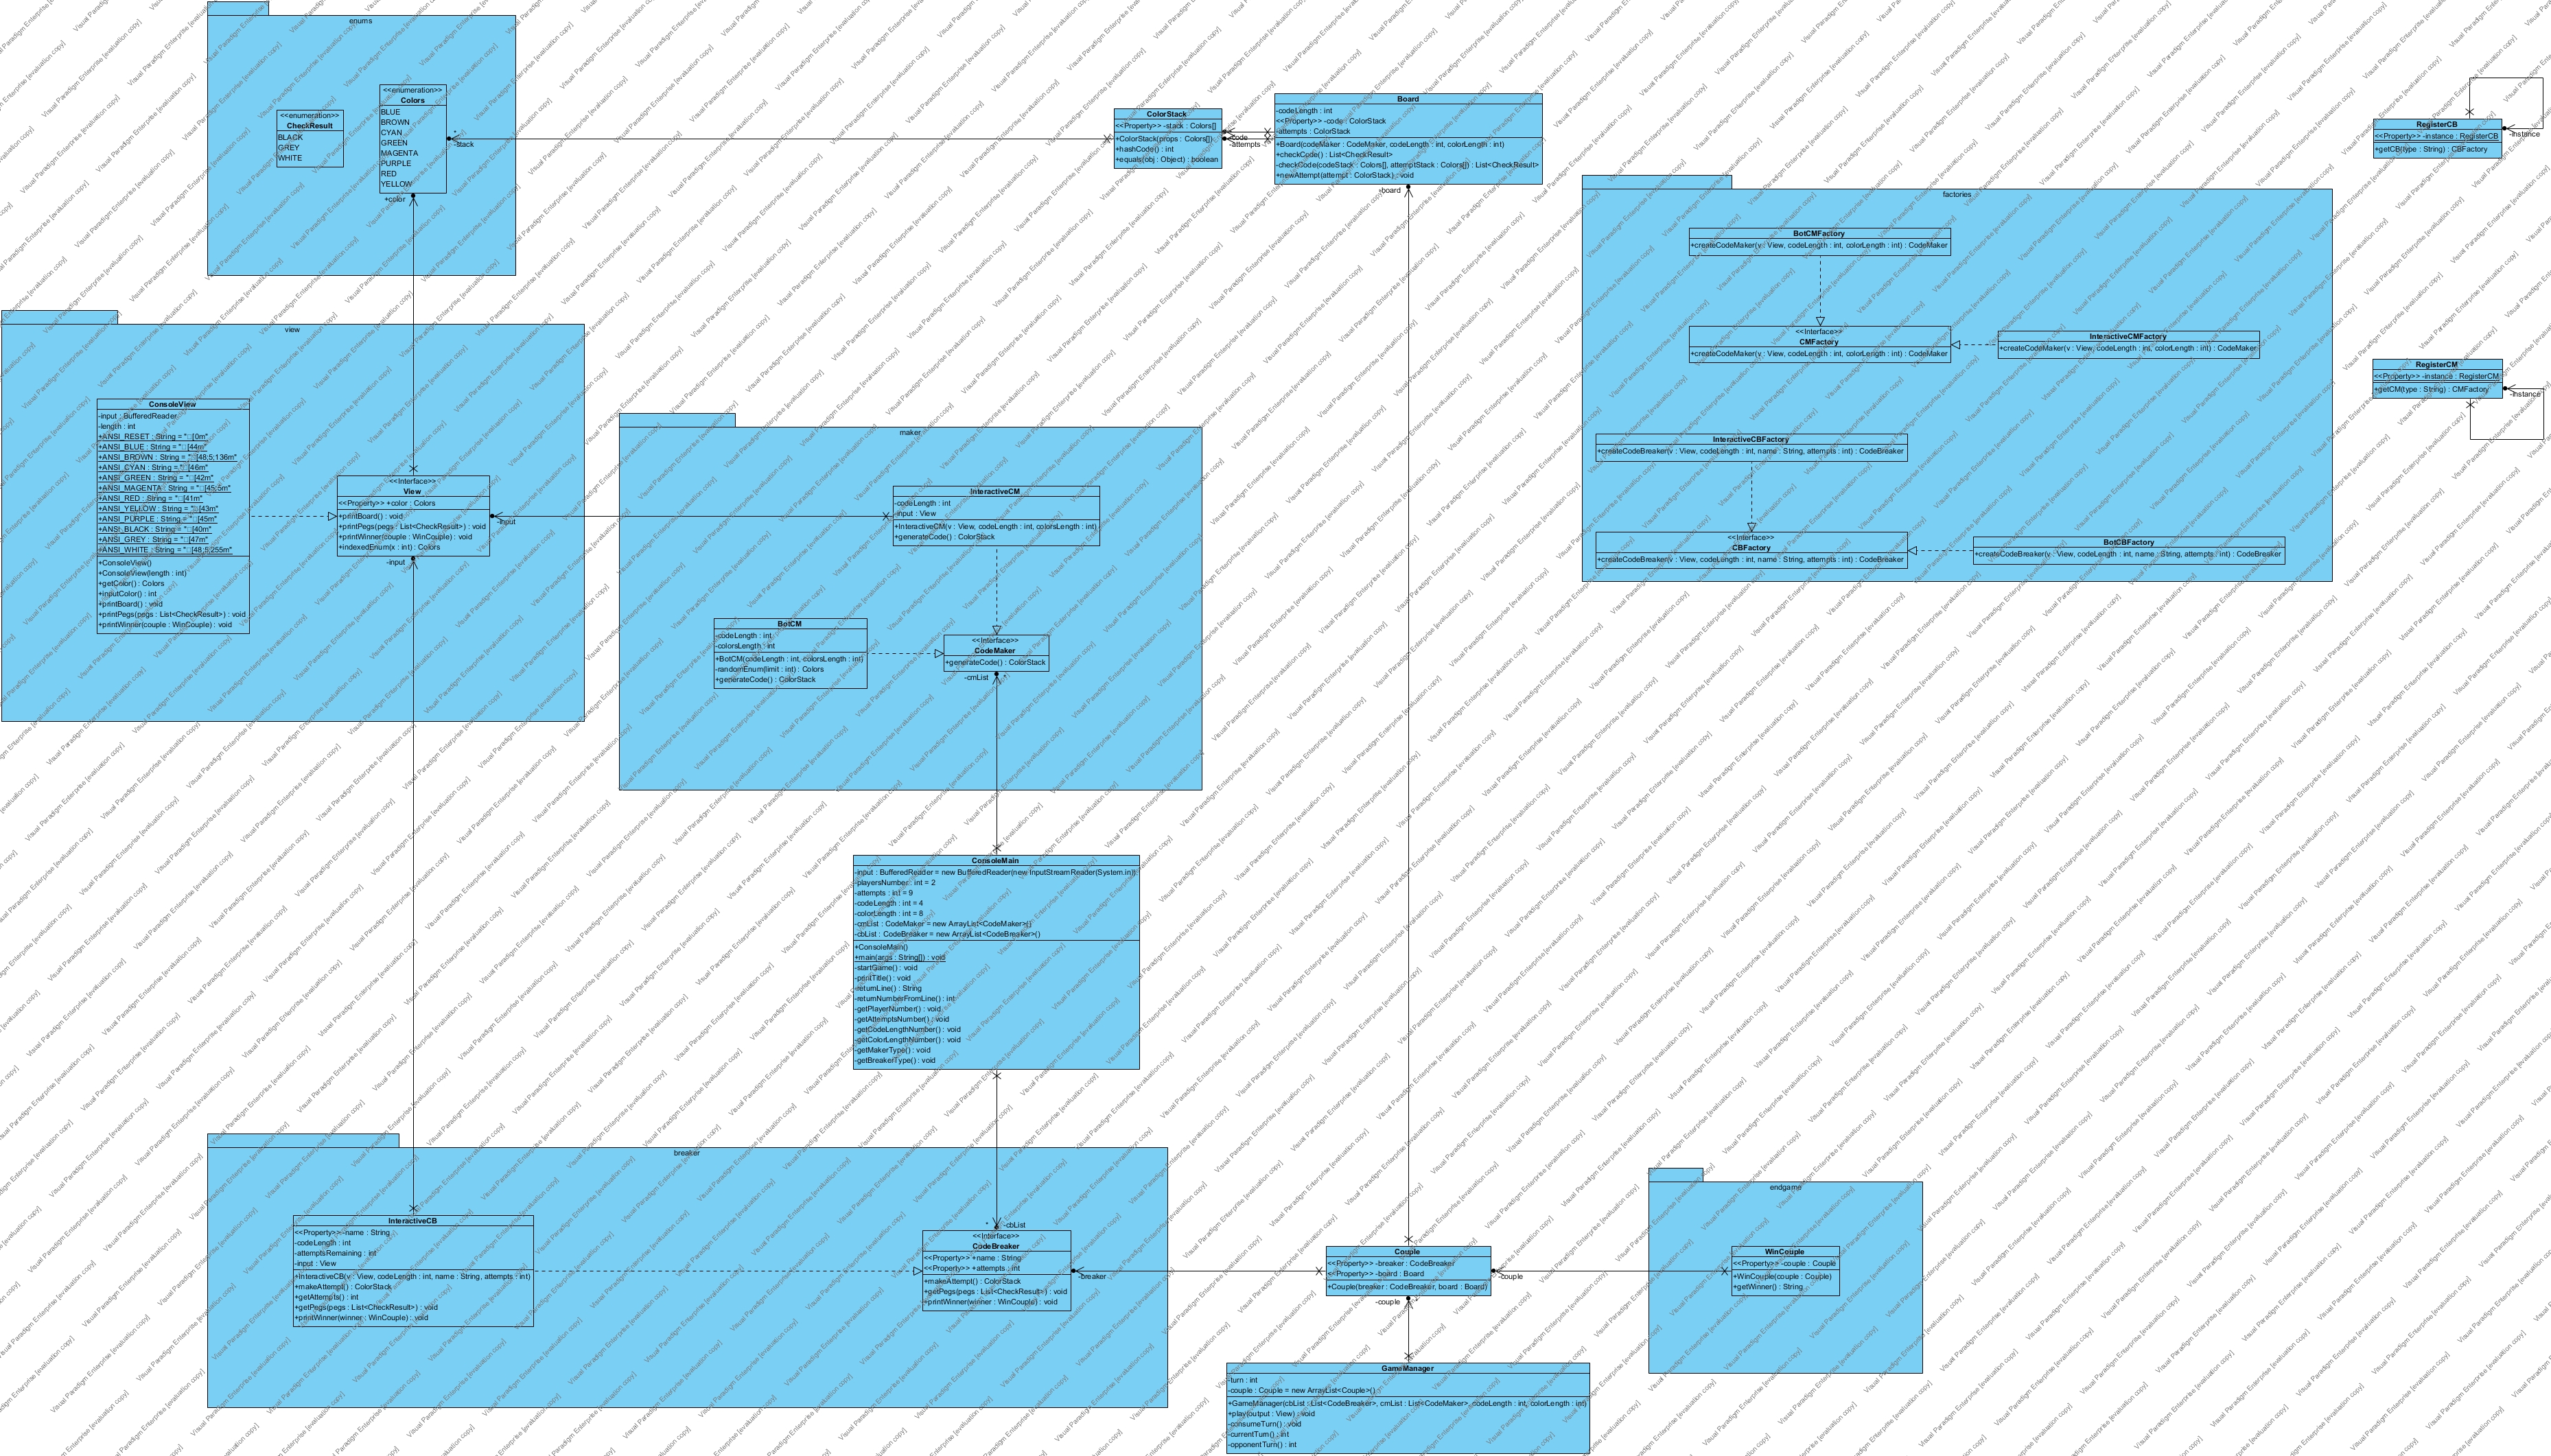 enums
<<enumeration>>
CheckResult
BLACK
GREY
WHITE
<<enumeration>>
Colors
BLUE
BROWN
CYAN
GREEN
MAGENTA
PURPLE
RED
YELLOW
*
-stack
+color
ColorStack
<<Property>> -stack : Colors[]
+ColorStack(props : Colors[])
+hashCode() : int
+equals(obj : Object) : boolean
-code
-attempts
Board
-codeLength : int
<<Property>> -code : ColorStack
-attempts : ColorStack
+Board(codeMaker : CodeMaker, codeLength : int, colorLength : int)
+checkCode() : List<CheckResult>
-checkCode(codeStack : Colors[], attemptStack : Colors[]) : List<CheckResult>
+newAttempt(attempt : ColorStack) : void
-board
RegisterCB
<<Property>> -instance : RegisterCB
+getCB(type : String) : CBFactory
-instance
factories
BotCMFactory
+createCodeMaker(v : View, codeLength : int, colorLength : int) : CodeMaker
<<Interface>>
CMFactory
+createCodeMaker(v : View, codeLength : int, colorLength : int) : CodeMaker
InteractiveCMFactory
+createCodeMaker(v : View, codeLength : int, colorLength : int) : CodeMaker
InteractiveCBFactory
+createCodeBreaker(v : View, codeLength : int, name : String, attempts : int) : CodeBreaker
<<Interface>>
CBFactory
+createCodeBreaker(v : View, codeLength : int, name : String, attempts : int) : CodeBreaker
BotCBFactory
+createCodeBreaker(v : View, codeLength : int, name : String, attempts : int) : CodeBreaker
RegisterCM
<<Property>> -instance : RegisterCM
+getCM(type : String) : CMFactory
-instance
view
ConsoleView
-input : BufferedReader
-length : int
+ANSI_RESET : String = "□[0m"
+ANSI_BLUE : String = "□[44m"
+ANSI_BROWN : String = "□[48;5;136m"
+ANSI_CYAN : String = "□[46m"
+ANSI_GREEN : String = "□[42m"
+ANSI_MAGENTA : String = "□[45;5m"
+ANSI_RED : String = "□[41m"
+ANSI_YELLOW : String = "□[43m"
+ANSI_PURPLE : String = "□[45m"
+ANSI_BLACK : String = "□[40m"
+ANSI_GREY : String = "□[47m"
+ANSI_WHITE : String = "□[48;5;255m"
+ConsoleView()
+ConsoleView(length : int)
+getColor() : Colors
+inputColor() : int
+printBoard() : void
+printPegs(pegs : List<CheckResult>) : void
+printWinner(couple : WinCouple) : void
<<Interface>>
View
<<Property>> +color : Colors
+printBoard() : void
+printPegs(pegs : List<CheckResult>) : void
+printWinner(couple : WinCouple) : void
+indexedEnum(x : int) : Colors
-input
-input
maker
InteractiveCM
-codeLength : int
-input : View
+InteractiveCM(v : View, codeLength : int, colorsLength : int)
+generateCode() : ColorStack
BotCM
-codeLength : int
-colorsLength : int
+BotCM(codeLength : int, colorsLength : int)
-randomEnum(limit : int) : Colors
+generateCode() : ColorStack
<<Interface>>
CodeMaker
+generateCode() : ColorStack
-cmList
*
ConsoleMain
-input : BufferedReader = new BufferedReader(new InputStreamReader(System.in))
-playersNumber : int = 2
-attempts : int = 9
-codeLength : int = 4
-colorLength : int = 8
-cmList : CodeMaker = new ArrayList<CodeMaker>()
-cbList : CodeBreaker = new ArrayList<CodeBreaker>()
+ConsoleMain()
+main(args : String[]) : void
-startGame() : void
-printTitle() : void
-returnLine() : String
-returnNumberFromLine() : int
-getPlayerNumber() : void
-getAttemptsNumber() : void
-getCodeLengthNumber() : void
-getColorLengthNumber() : void
-getMakerType() : void
-getBreakerType() : void
breaker
InteractiveCB
<<Property>> -name : String
-codeLength : int
-attemptsRemaining : int
-input : View
+InteractiveCB(v : View, codeLength : int, name : String, attempts : int)
+makeAttempt() : ColorStack
+getAttempts() : int
+getPegs(pegs : List<CheckResult>) : void
+printWinner(winner : WinCouple) : void
*
-cbList
<<Interface>>
CodeBreaker
<<Property>> +name : String
<<Property>> +attempts : int
+makeAttempt() : ColorStack
+getPegs(pegs : List<CheckResult>) : void
+printWinner(winner : WinCouple) : void
-breaker
Couple
<<Property>> -breaker : CodeBreaker
<<Property>> -board : Board
+Couple(breaker : CodeBreaker, board : Board)
-couple
-couple
endgame
WinCouple
<<Property>> -couple : Couple
+WinCouple(couple : Couple)
+getWinner() : String
GameManager
-turn : int
-couple : Couple = new ArrayList<Couple>()
+GameManager(cbList : List<CodeBreaker>, cmList : List<CodeMaker>, codeLength : int, colorLength : int)
+play(output : View) : void
-consumeTurn() : void
-currentTurn() : int
-opponentTurn() : int
Visual Paradigm Enterprise [evaluation copy]